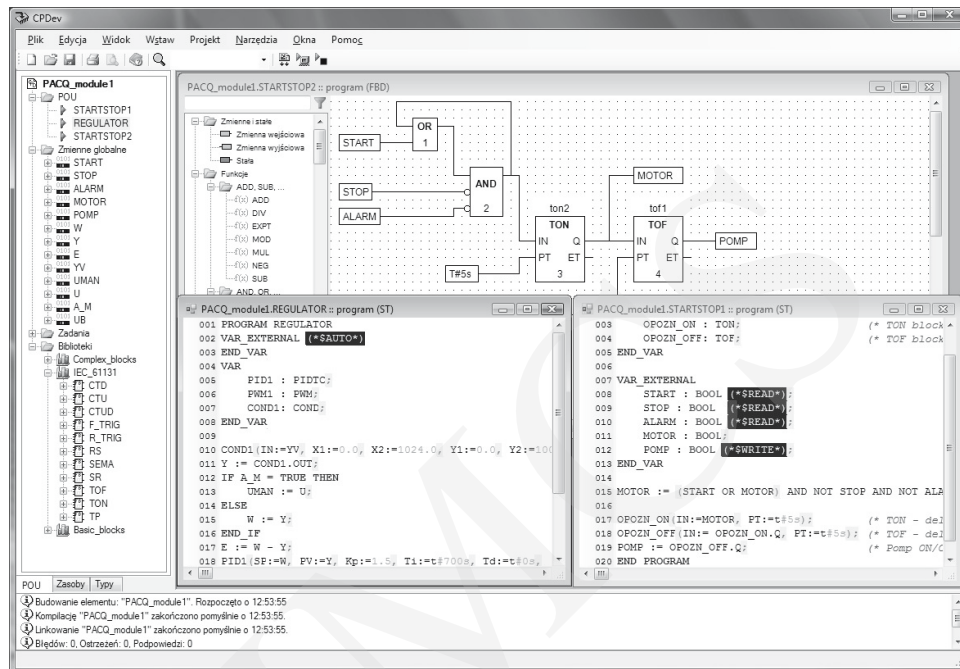 CPDev
Plik Edycja Widok Wstaw Projekt Narzędzia Okna Pomoc
PACQ_module1
POU
STARTSTOP1
REGULATOR
STARTSTOP2
Zmienne globalne
START
STOP
ALARM
MOTOR
POMP
W
Y
E
YV
UMAN
U
A_M
UB
Zadania
Biblioteki
Complex_blocks
IEC_61131
CTD
CTU
CTUD
F_TRIG
R_TRIG
RS
SEMA
SR
TOF
TON
TP
Basic_blocks
POU Zasoby Typy
PACQ_module1.STARTSTOP2 :: program (FBD)
Zmienne i stałe
Zmienna wejściowa
Zmienna wyjściowa
Stała
Funkcje
ADD, SUB, ...
f(x) ADD
f(x) DIV
f(x) EXPT
f(x) MOD
f(x) MUL
f(x) NEG
f(x) SUB
AND, OR, ...
START
OR
1
STOP
ALARM
AND
2
MOTOR
ton2
TON
IN Q
PT ET
3
T#5s
tof1
TOF
IN Q
PT ET
4
POMP
PACQ_module1.REGULATOR :: program (ST)
001 PROGRAM REGULATOR
002 VAR_EXTERNAL (*$AUTO*)
003 END_VAR
004 VAR
005 PID1 : PIDTC;
006 PWM1 : PWM;
007 COND1: COND;
008 END_VAR
009
010 COND1(IN:=YV, X1:=0.0, X2:=1024.0, Y1:=0.0, Y2:=100
011 Y := COND1.OUT;
012 IF A_M = TRUE THEN
013 UMAN := U;
014 ELSE
015 W := Y;
016 END_IF
017 E := W - Y;
018 PID1(SP:=W, PV:=Y, Kp:=1.5, Ti:=t#700s, Td:=t#0s,
PACQ_module1.STARTSTOP1 :: program (ST)
003 OPOZN_ON : TON; (* TON block
004 OPOZN_OFF: TOF; (* TOF block
005 END_VAR
006
007 VAR_EXTERNAL
008 START : BOOL (*$READ*);
009 STOP : BOOL (*$READ*);
010 ALARM : BOOL (*$READ*);
011 MOTOR : BOOL;
012 POMP : BOOL (*$WRITE*);
013 END_VAR
014
015 MOTOR := (START OR MOTOR) AND NOT STOP AND NOT ALA
016
017 OPOZN_ON(IN:=MOTOR, PT:=t#5s); (* TON - del
018 OPOZN_OFF(IN:= OPOZN_ON.Q, PT:=t#5s); (* TOF - del
019 POMP := OPOZN_OFF.Q; (* Pomp ON/O
020 END PROGRAM
Budowanie elementu: "PACQ_module1". Rozpoczęto o 12:53:55
Kompilację "PACQ_module1" zakończono pomyślnie o 12:53:55.
Linkowanie "PACQ_module1" zakończono pomyślnie o 12:53:55.
Błędów: 0, Ostrzeżeń: 0, Podpowiedzi: 0